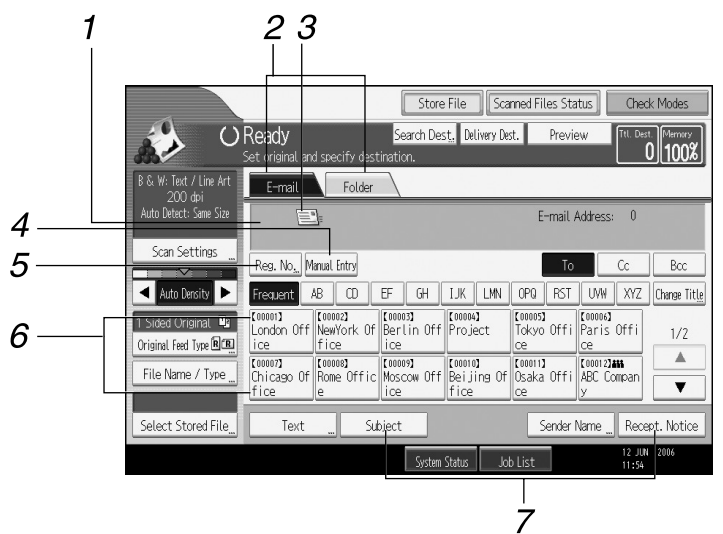 1 2 3
Store File Scanned Files Status Check Modes
Ready Search Dest. Delivery Dest. Preview Ttl. Dest. 0 Memory 100%
Set original and specify destination.
B & W: Text / Line Art
200 dpi
Auto Detect: Same Size
E-mail Folder
E-mail Address: 0
4
5
6
Scan Settings
Reg. No. Manual Entry To Cc Bcc
Auto Density
Frequent AB CD EF GH IJK LMN OPQ RST UVW XYZ Change Title
1 Sided Original
Original Feed Type
[00001] [00002] [00003] [00004] [00005] [00006]
London Off NewYork Of Berlin Off Project Tokyo Offi Paris Offi
ice fice ice ce ce
1/2
File Name / Type
[00007] [00008] [00009] [00010] [00011] [00012]
Chicago Of Rome Offic Moscow Off Beijing Of Osaka Offi ABC Compan
fice e ice fice ce y
Select Stored File Text Subject Sender Name Recept. Notice
System Status Job List 12 JUN 2006
11:54
7